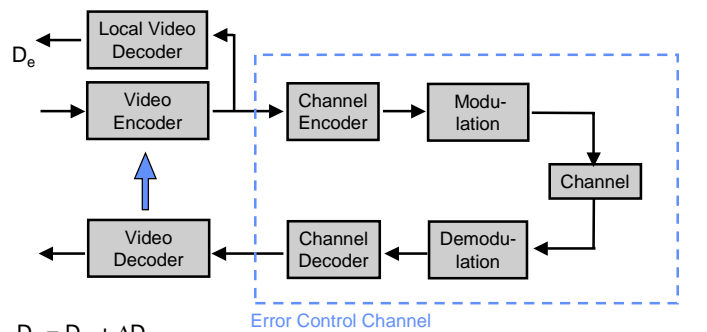 Local Video
Decoder
Dₑ
Video
Encoder
Channel
Encoder
Modu-
lation
Channel
Video
Decoder
Channel
Decoder
Demodu-
lation
Error Control Channel